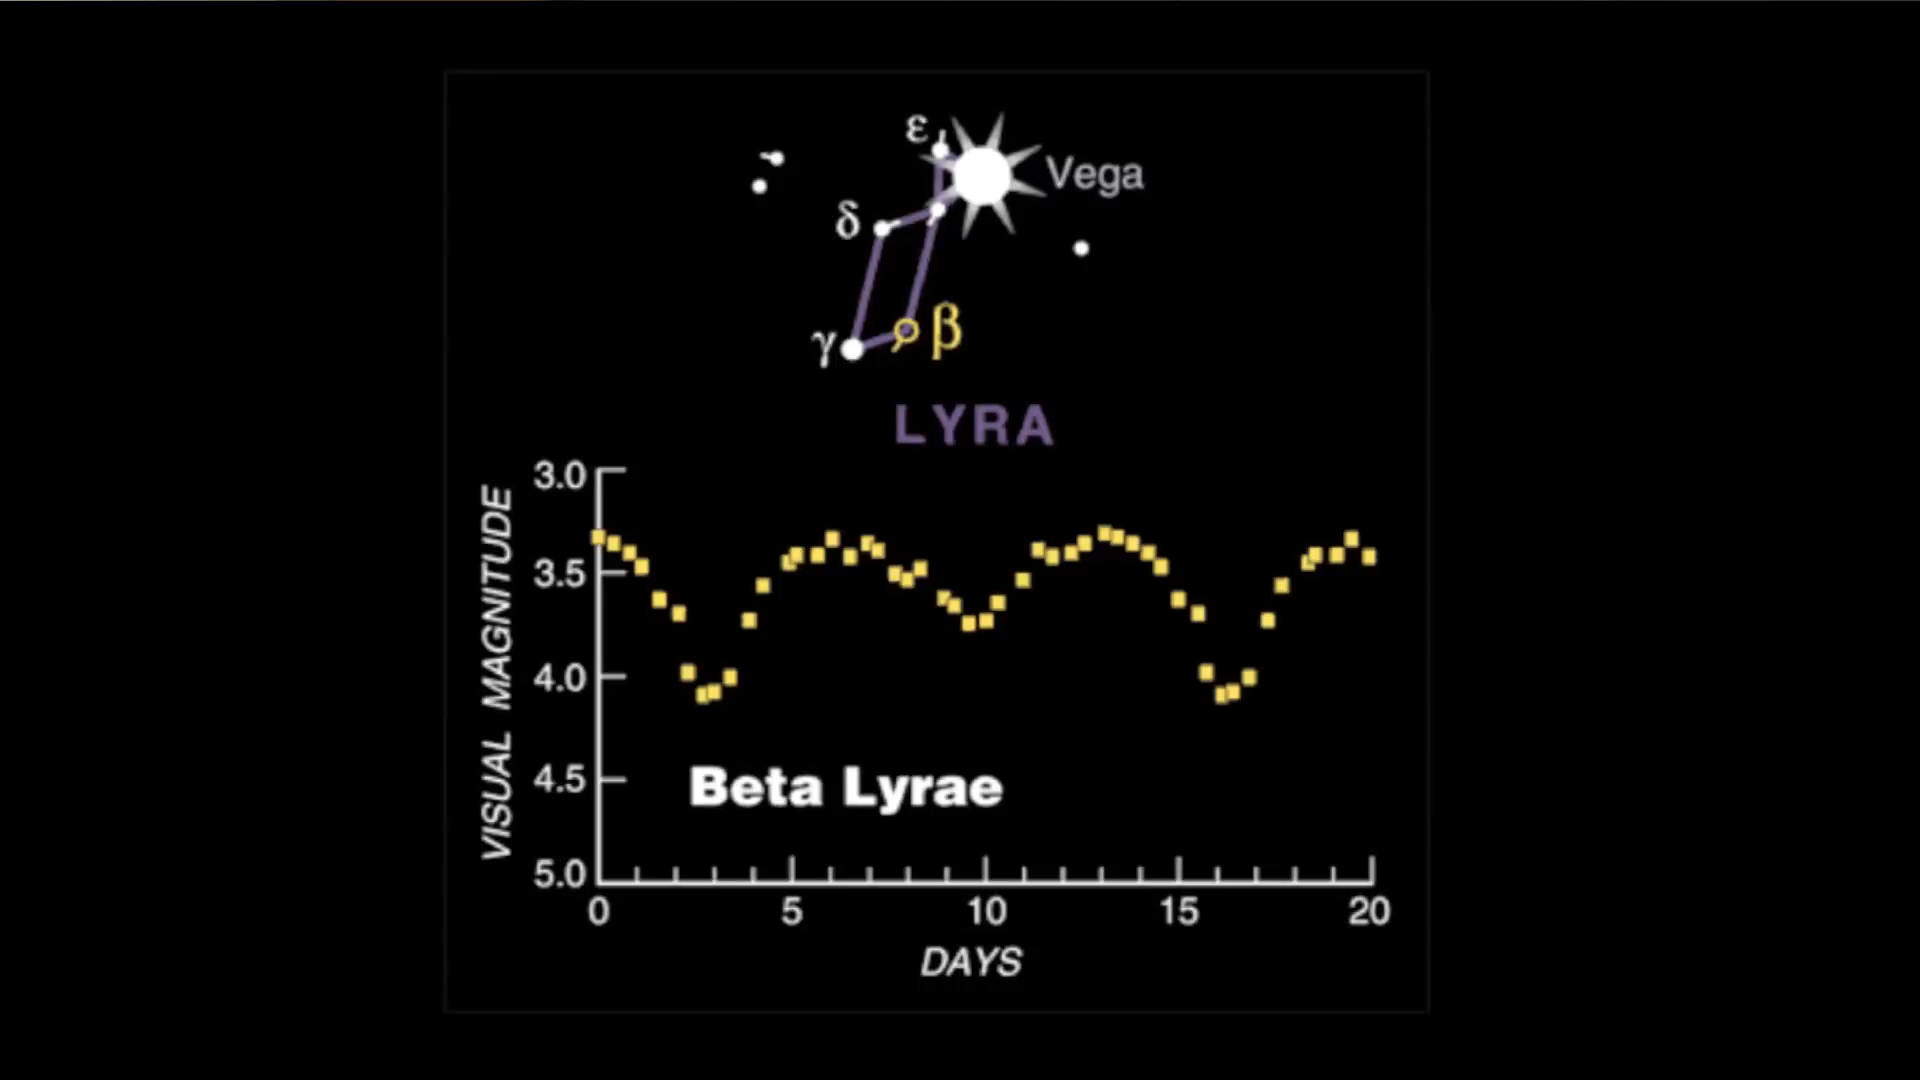 ε
Vega
δ
β
γ
LYRA
3.0
3.5
4.0
4.5
5.0
VISUAL MAGNITUDE
Beta Lyrae
0 5 10 15 20
DAYS